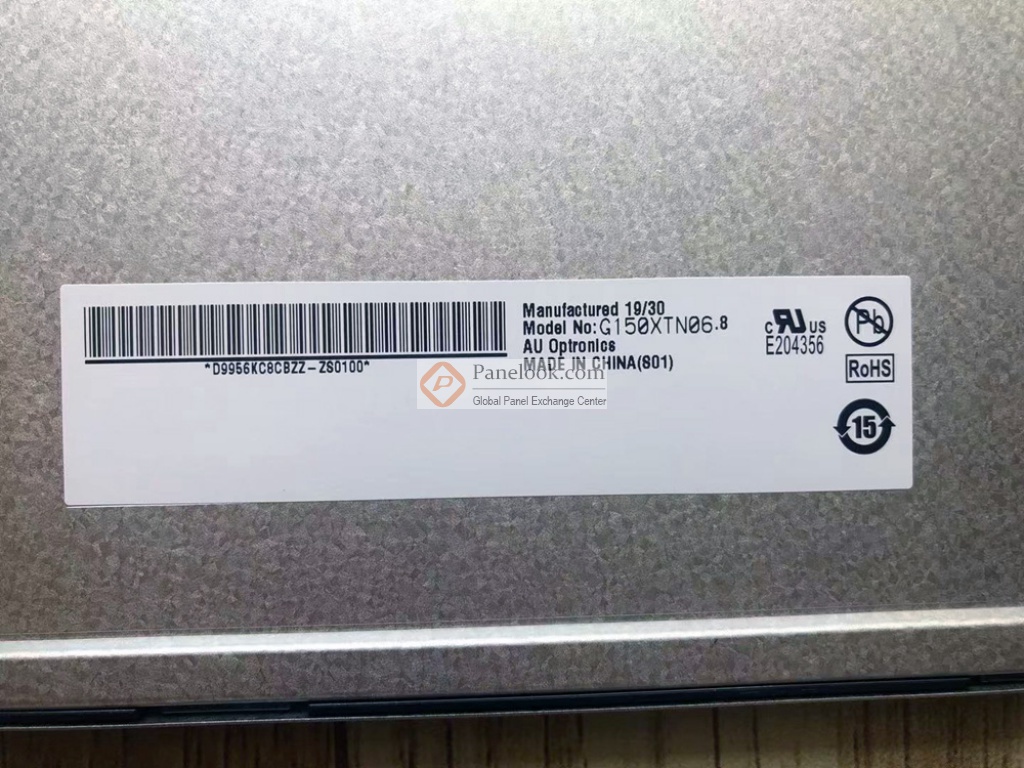 Manufactured 19/30
Model No:G150XTN06.8
AU Optronics
MADE IN CHINA(S01)
*D9956KC8CBZZ-ZS0100*
Panelook.com
Global Panel Exchange Center
c RU US
E204356
Pb
RoHS
15